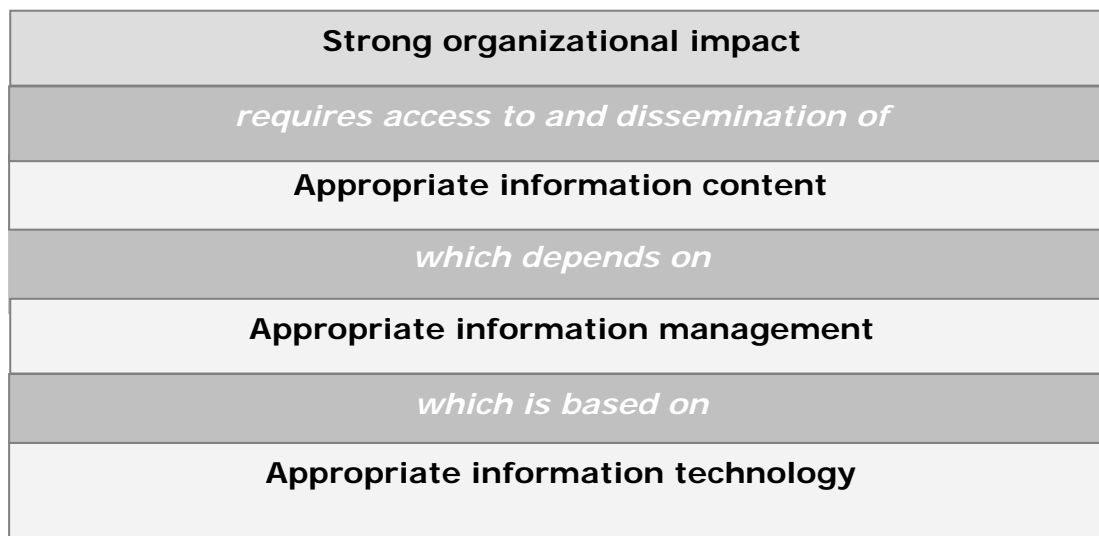 Strong organizational impact
requires access to and dissemination of
Appropriate information content
which depends on
Appropriate information management
which is based on
Appropriate information technology